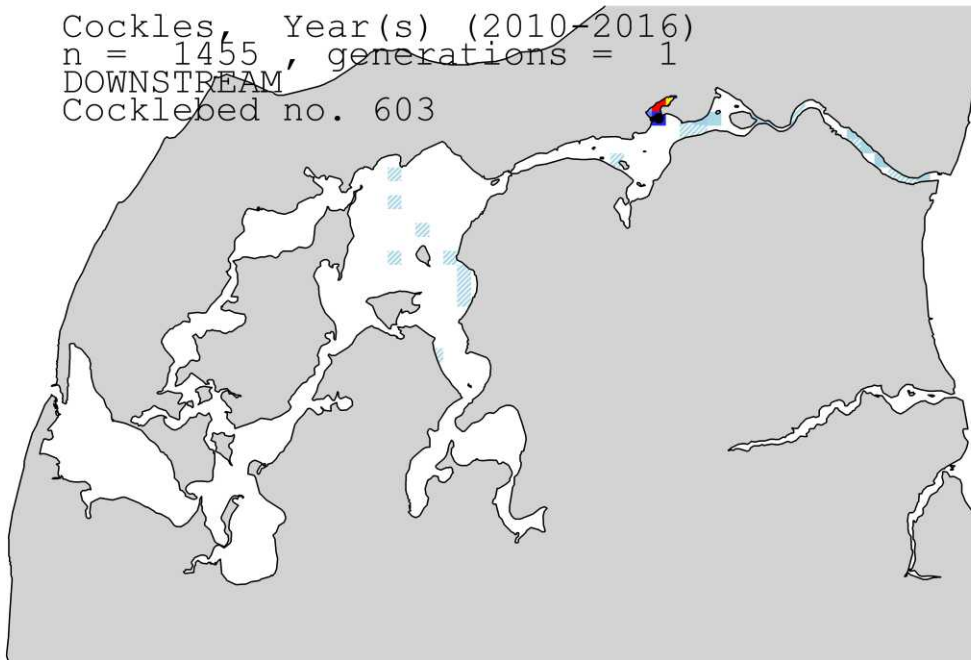 Cockles, Year(s) (2010-2016)
n = 1455 , generations = 1
DOWNSTREAM
Cocklebed no. 603